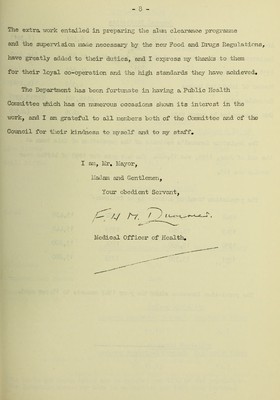 - 8 -
The extra work entailed in preparing the slum clearance programme
and the supervision made necessary by the new Food and Drugs Regulations,
have greatly added to their duties, and I express my thanks to them
for their loyal co-operation and the high standards they have achieved.
The Department has been fortunate in having a Public Health
Committee which has on numerous occasions shown its interest in the
work, and I am grateful to all members both of the Committee and of the
Council for their kindness to myself and to my staff.
I am, Mr. Mayor,
Madam and Gentlemen,
Your obedient Servant,
F. H. M.
Medical Officer of Health.